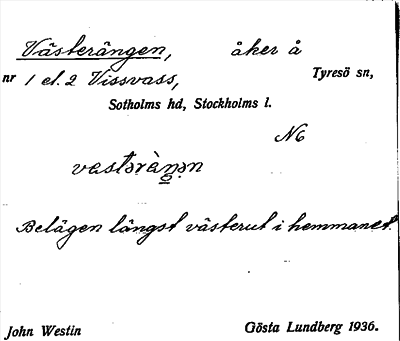 Västerängen, åker å
nr 1 el. 2 Vissvass, Tyresö sn,
Sotholms hd, Stockholms l.
N6
vastəràŋən
Belägen längst västerut i hemmanet.
John Westin Gösta Lundberg 1936.